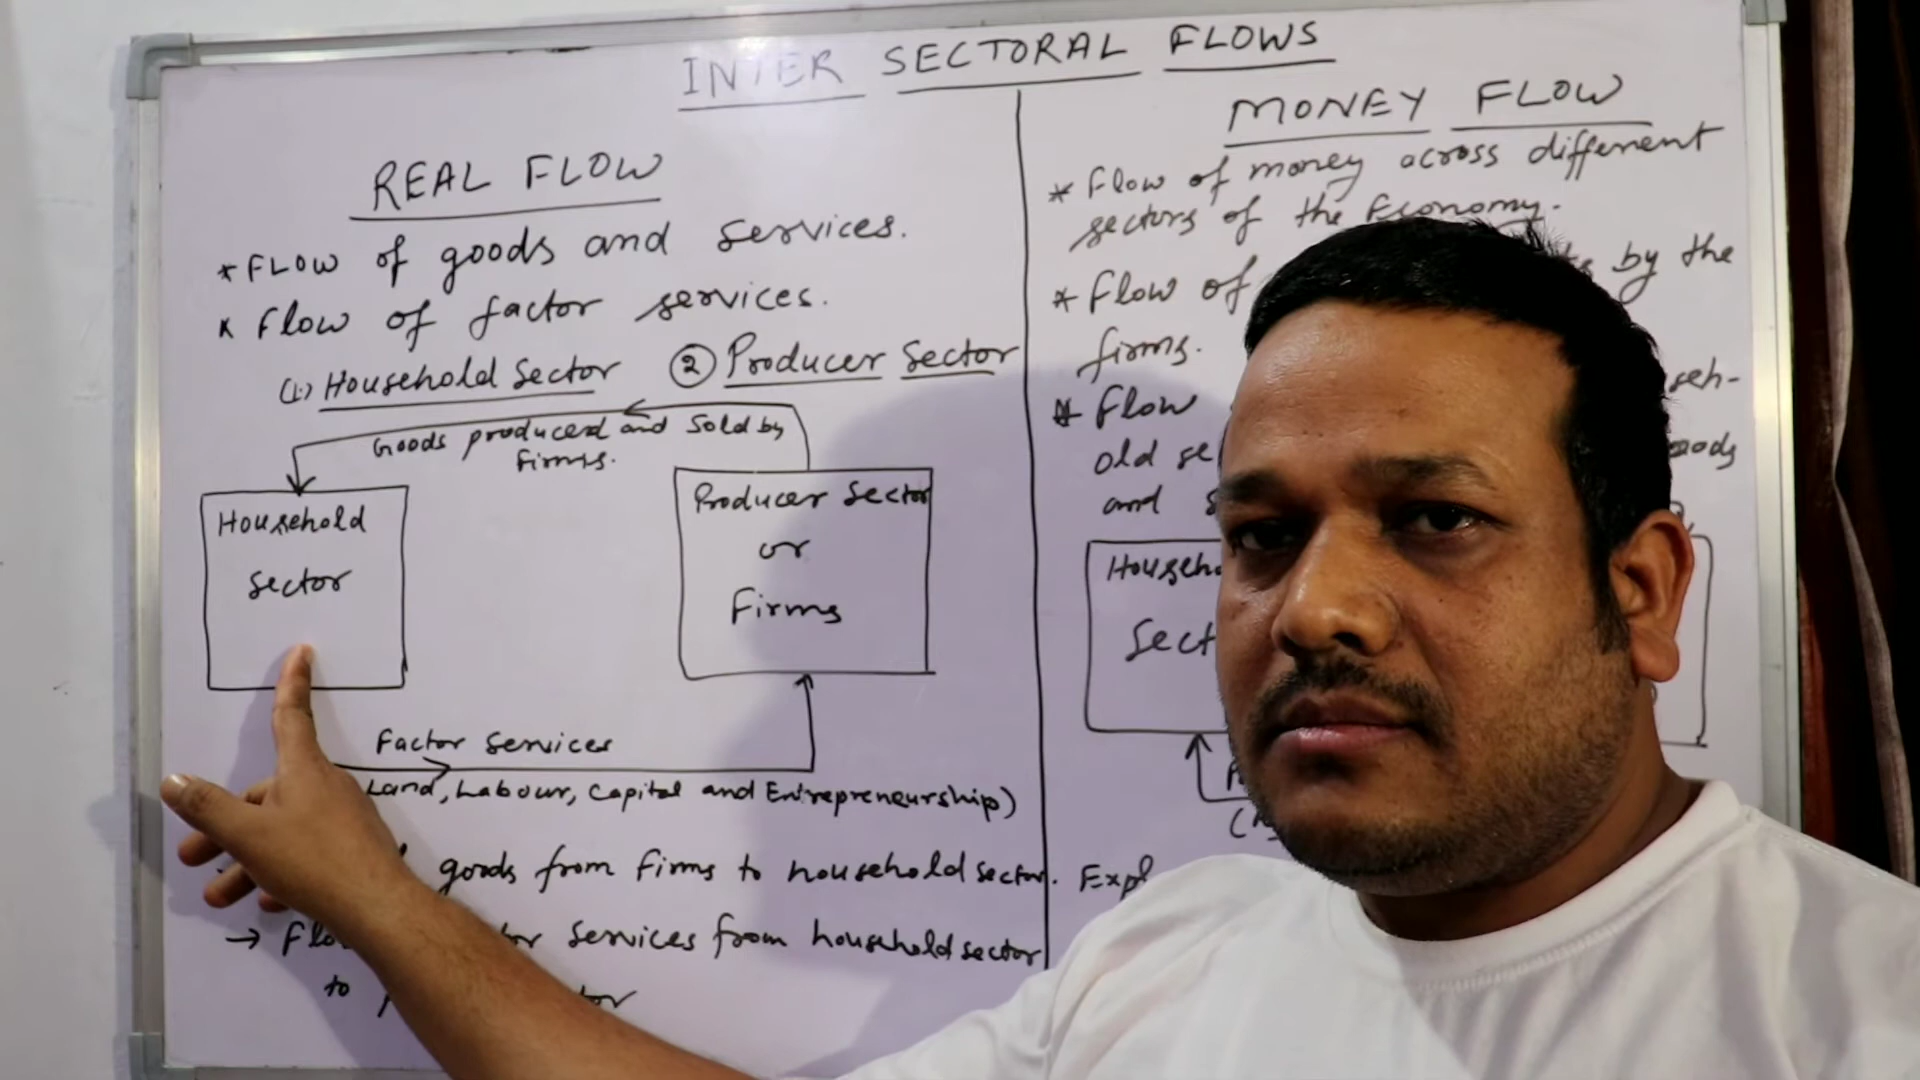 INTER SECTORAL FLOWS
REAL FLOW
* FLOW of goods and services.
* Flow of factor services.
(1.) Household Sector ② Producer Sector
Goods produced and sold by
firms.
Household
Sector
Producer Sector
or
Firms
Factor Services
Land, Labour, Capital and Entrepreneurship)
goods from firms to household sector.
→ services from household sector
to
MONEY FLOW
* Flow of money across different
sectors of the Economy.
* Flow of by the
firms.
* Flow
old
and
Sect
Expl